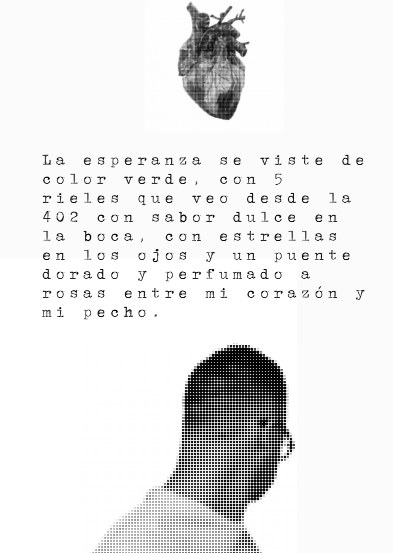 La esperanza se viste de
color verde, con 5
rieles que veo desde la
402 con sabor dulce en
la boca, con estrellas
en los ojos y un puente
dorado y perfumado a
rosas entre mi corazón y
mi pecho.